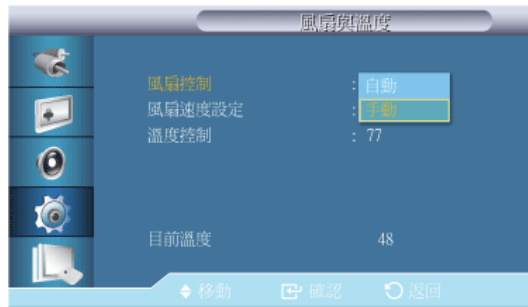 風扇與溫度
風扇控制 : 自動
風扇速度設定 : 手動
溫度控制 : 77
目前溫度 48
移動 確認 返回